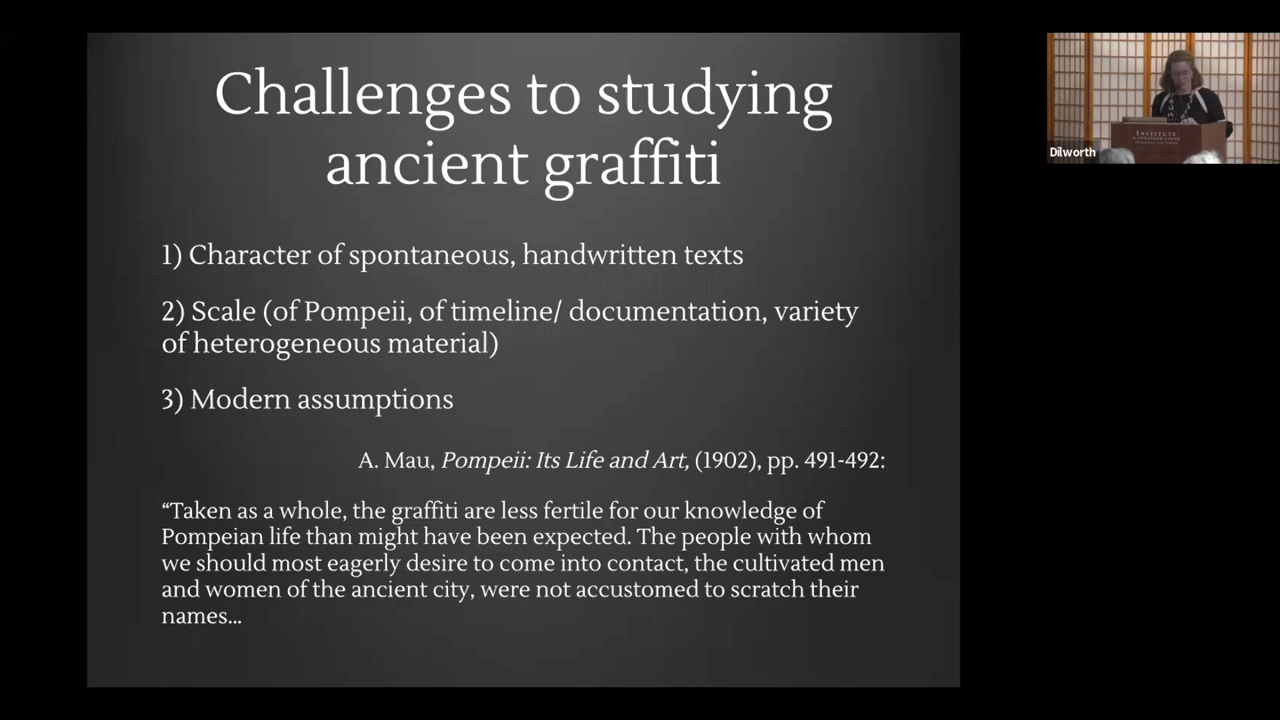 Challenges to studying
ancient graffiti
1) Character of spontaneous, handwritten texts
2) Scale (of Pompeii, of timeline/ documentation, variety
of heterogeneous material)
3) Modern assumptions
A. Mau, Pompeii: Its Life and Art, (1902), pp. 491-492:
“Taken as a whole, the graffiti are less fertile for our knowledge of
Pompeian life than might have been expected. The people with whom
we should most eagerly desire to come into contact, the cultivated men
and women of the ancient city, were not accustomed to scratch their
names...
INSTITUTE
Dilworth